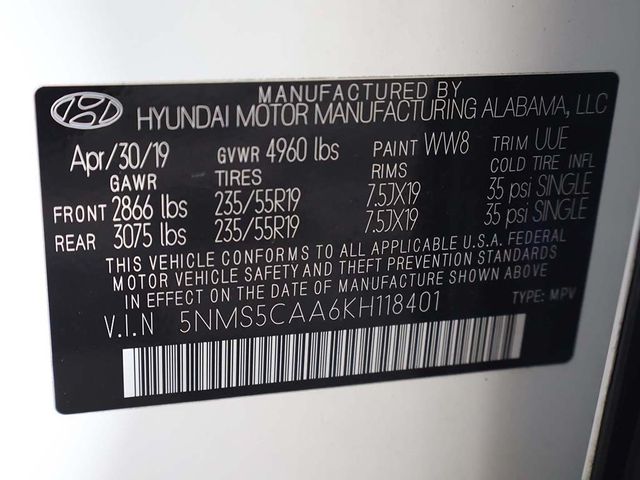 MANUFACTURED BY
HYUNDAI MOTOR MANUFACTURING ALABAMA, LLC
Apr/30/19 GVWR 4960 lbs PAINT WW8 TRIM UUE
GAWR TIRES RIMS COLD TIRE INFL
FRONT 2866 lbs 235/55R19 7.5JX19 35 psi SINGLE
REAR 3075 lbs 235/55R19 7.5JX19 35 psi SINGLE
THIS VEHICLE CONFORMS TO ALL APPLICABLE U.S.A. FEDERAL
MOTOR VEHICLE SAFETY AND THEFT PREVENTION STANDARDS
IN EFFECT ON THE DATE OF MANUFACTURE SHOWN ABOVE.
V.I.N 5NMS5CAA6KH118401 TYPE: MPV